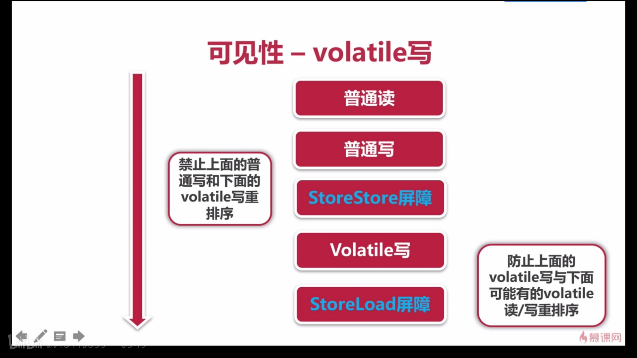 可见性 – volatile写
普通读
普通写
禁止上面的普
通写和下面的
volatile写重
排序
StoreStore屏障
Volatile写
防止上面的
volatile写与下面
可能有的volatile
读/写重排序
StoreLoad屏障
慕课网